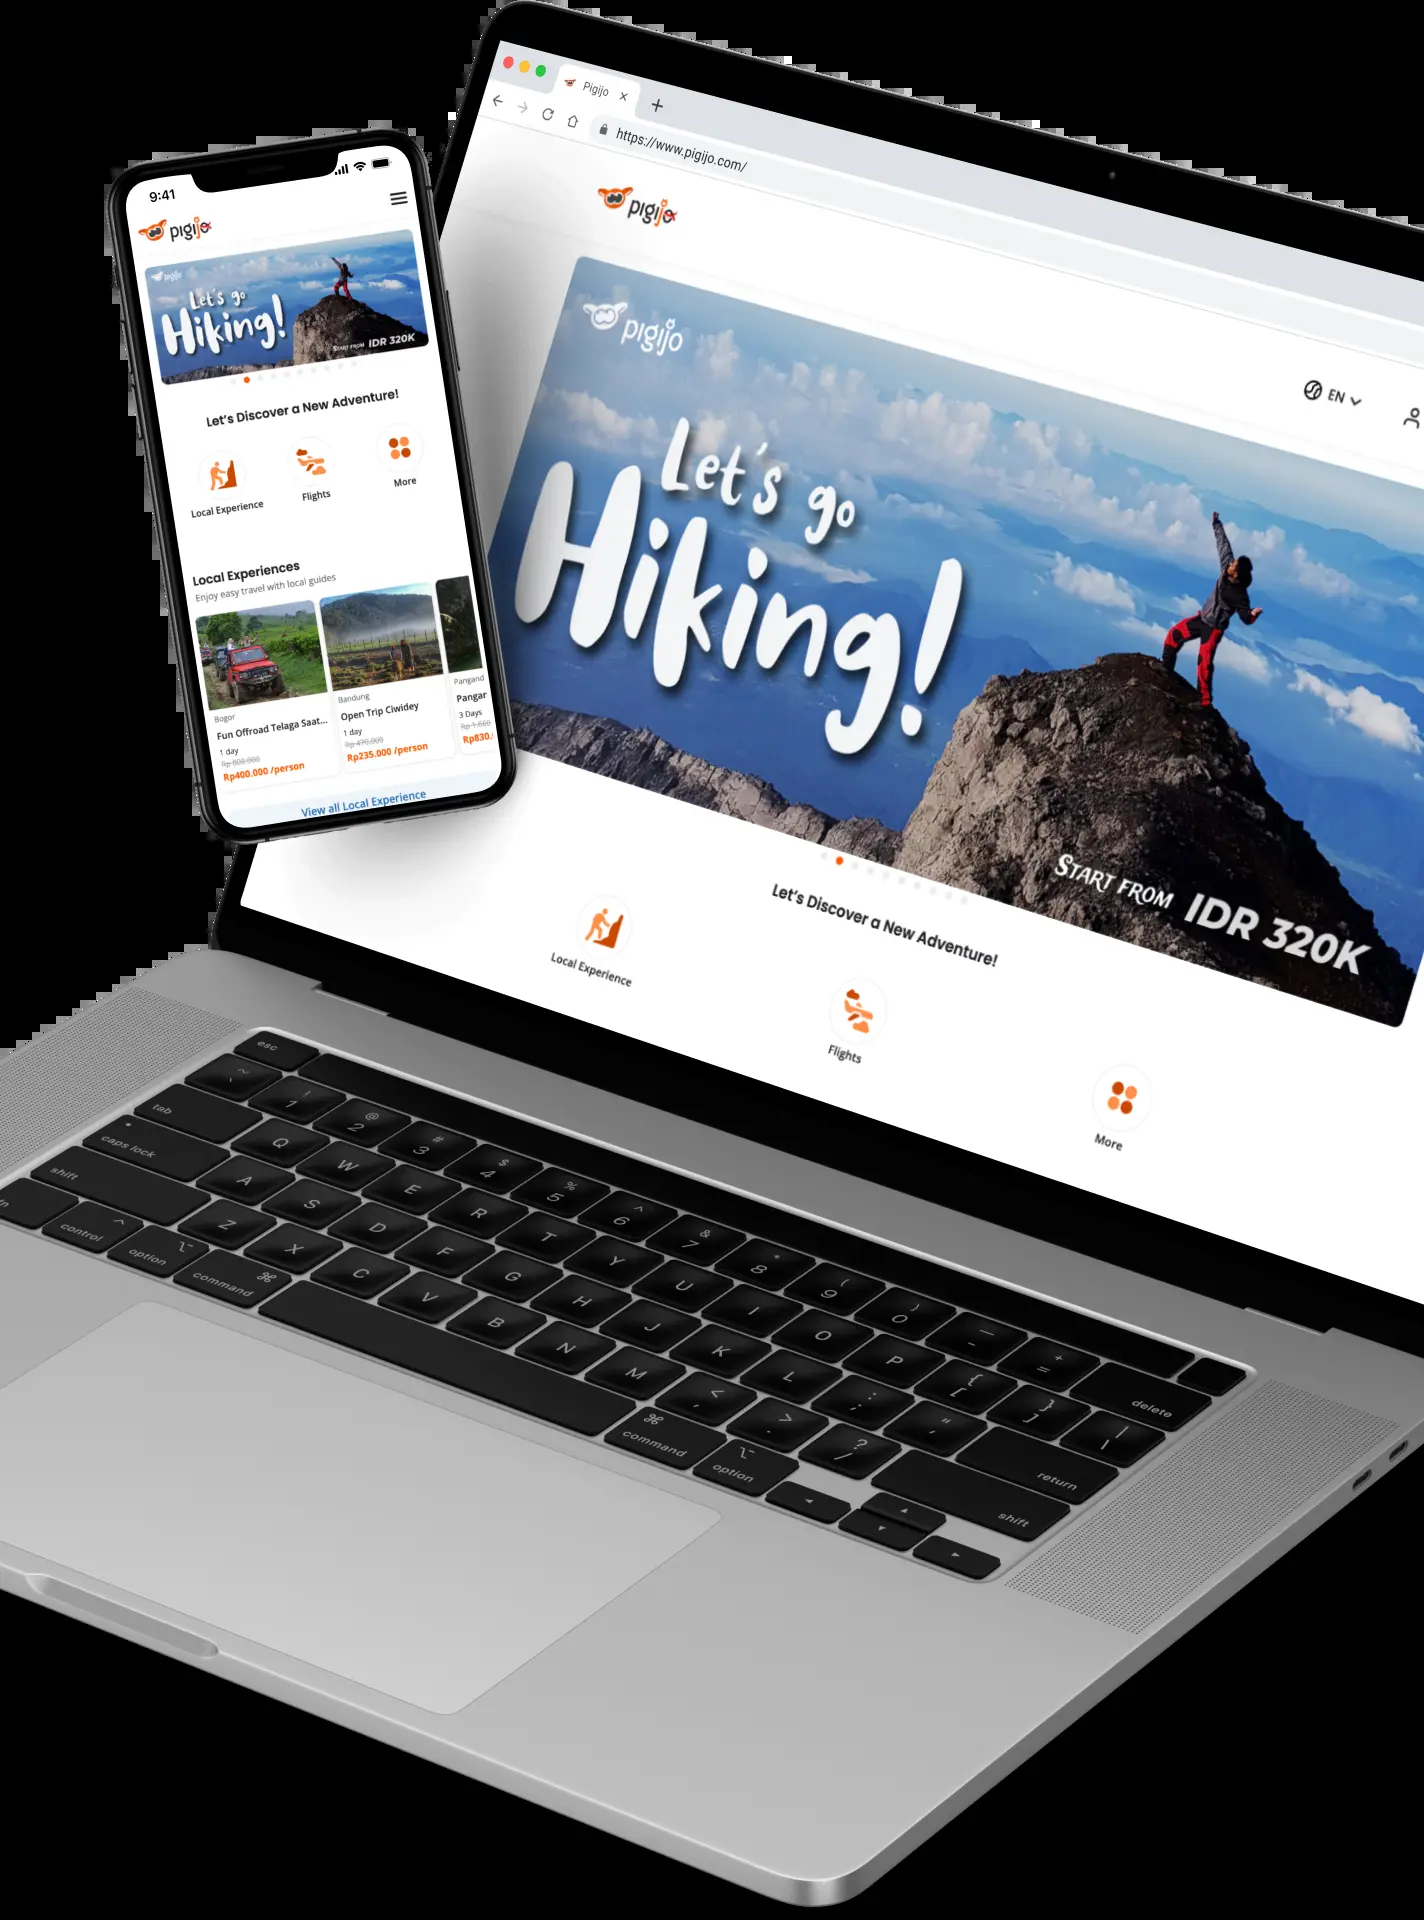 9:41
pigijo
pigijo
Let's go
Hiking!
START FROM IDR 320K
Let's Discover a New Adventure!
Local Experience
Flights
More
Local Experiences
Enjoy easy travel with local guides
Bogor
Fun Offroad Telaga Saat...
1 day
Rp 800.000
Rp400.000 /person
Bandung
Open Trip Ciwidey
1 day
Rp 470.000
Rp235.000 /person
Pangand
Pangar
3 Days
Rp 1,660
Rp830.
View all Local Experience
Pigijo
https://www.pigijo.com/
pigijo
EN
pigijo
Let's go
Hiking!
START FROM IDR 320K
Let's Discover a New Adventure!
Local Experience
Flights
More
esc
~ ` ! 1 @ 2 # 3 $ 4 % 5 ^ 6 & 7 * 8 ( 9 ) 0 — - + = delete
tab Q W E R T Y U I O P { [ } ] | \
caps lock A S D F G H J K L : ; " ' return
shift Z X C V B N M < , > . ? / shift
fn control option command command option